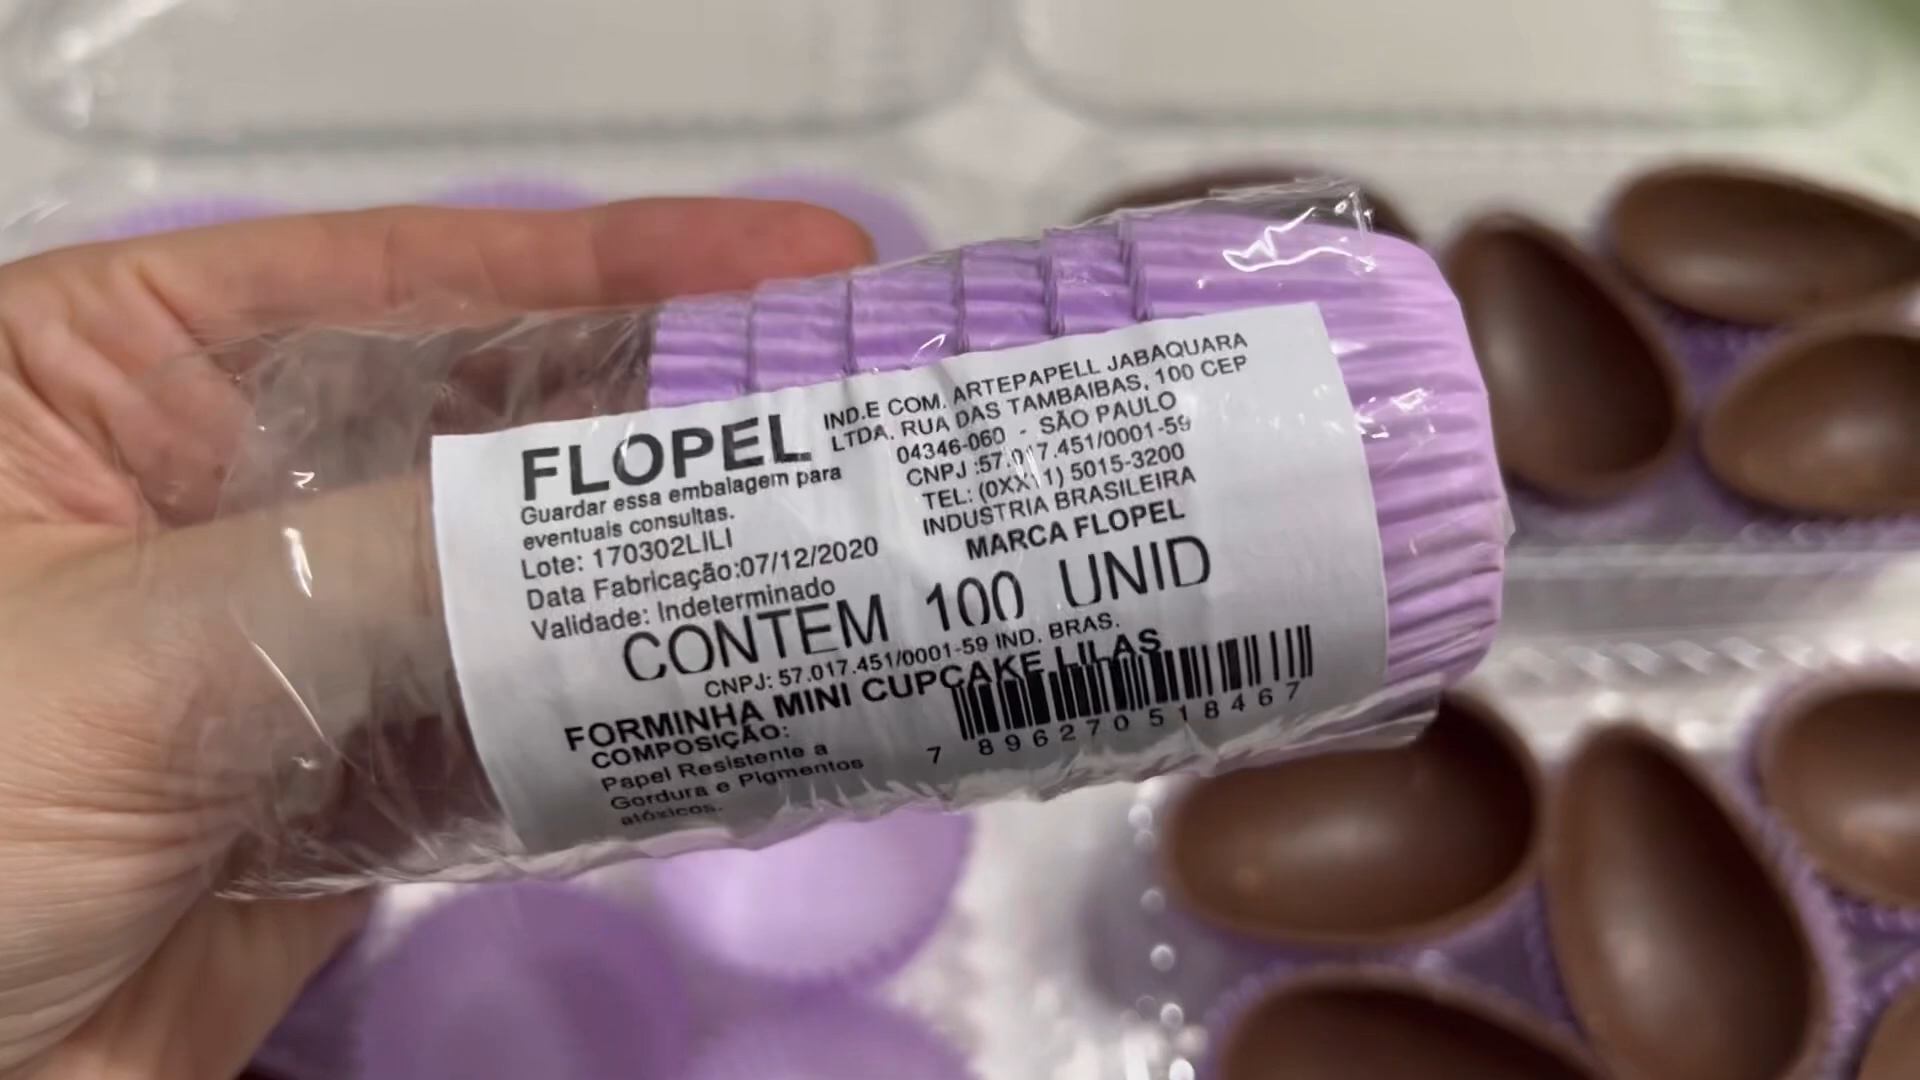 FLOPEL
Guardar essa embalagem para
eventuais consultas.
Lote: 170302LILI
Data Fabricação:07/12/2020
Validade: Indeterminado
IND.E COM. ARTEPAPELL JABAQUARA
LTDA. RUA DAS TAMBAIBAS, 100 CEP
04346-060 - SÃO PAULO
CNPJ :57.017.451/0001-59
TEL: (0XX11) 5015-3200
INDUSTRIA BRASILEIRA
MARCA FLOPEL
CONTEM 100 UNID
CNPJ: 57.017.451/0001-59 IND. BRAS.
FORMINHA MINI CUPCAKE LILAS
COMPOSIÇÃO:
Papel Resistente a
Gordura e Pigmentos
atóxicos.
7 896270 518467